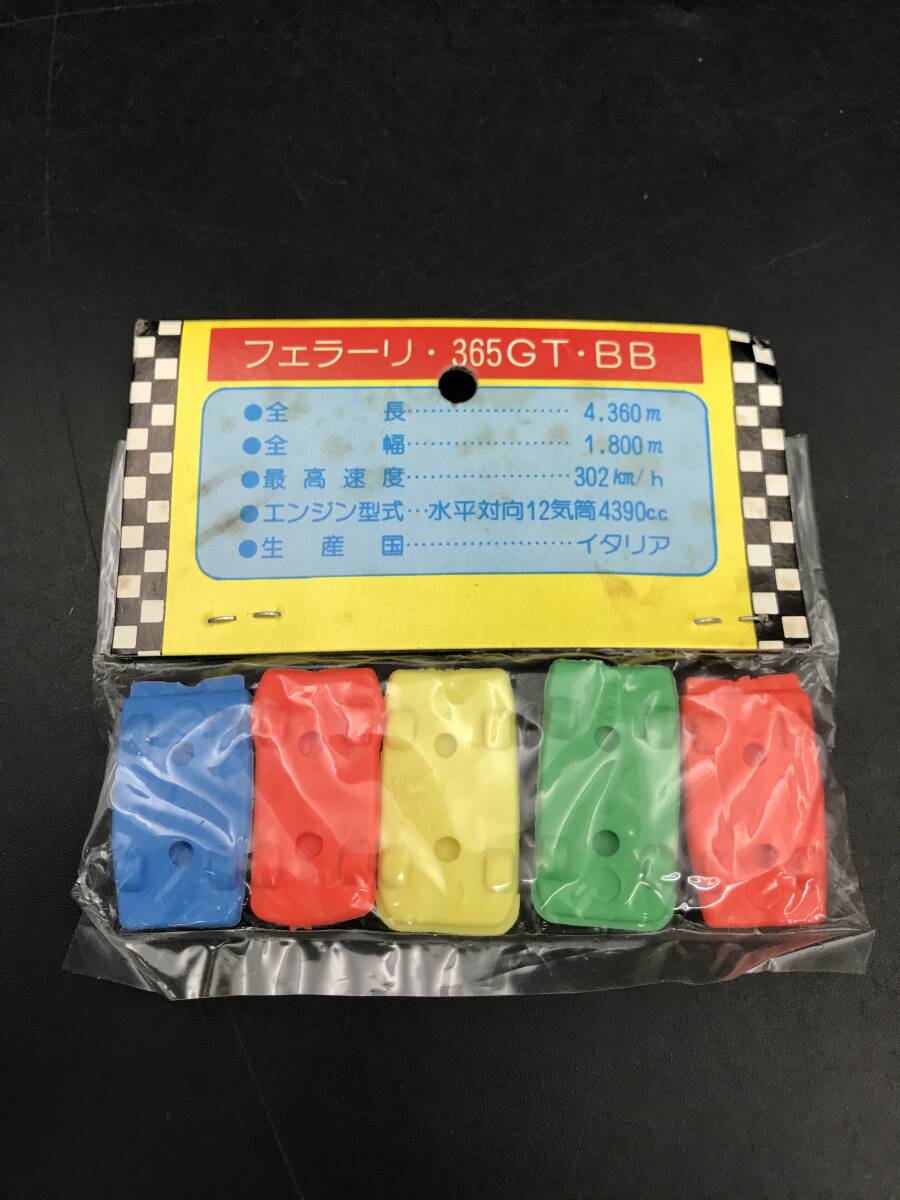 フェラーリ・365GT・BB
●全長…………………4,360m
●全幅…………………1.800m
●最高速度…………………302km/h
●エンジン型式…水平対向12気筒4390c.c.
●生産国…………………イタリア